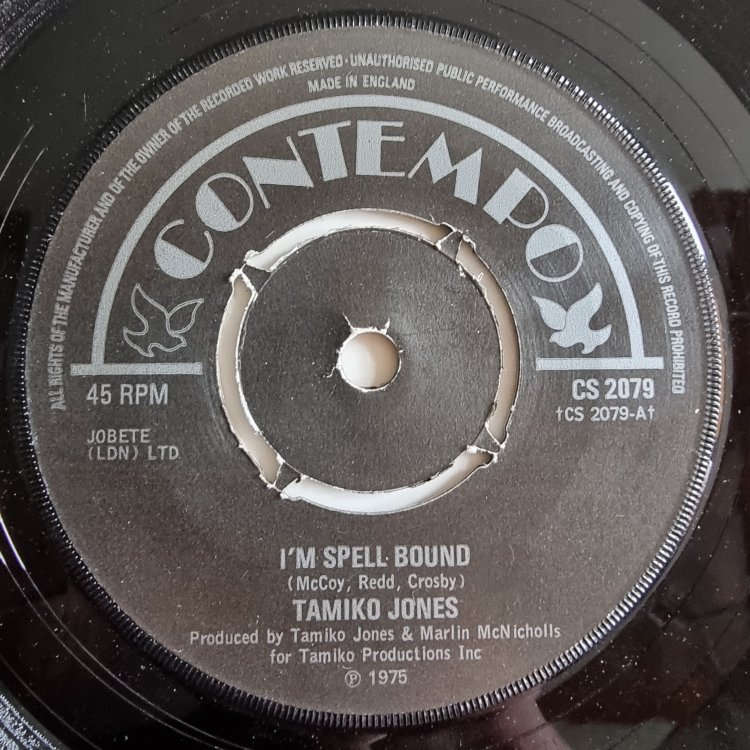 ALL RIGHTS OF THE MANUFACTURER AND OF THE OWNER OF THE RECORDED WORK RESERVED · UNAUTHORISED PUBLIC PERFORMANCE BROADCASTING AND COPYING OF THIS RECORD PROHIBITED
MADE IN ENGLAND
CONTEMPO
45 RPM
CS 2079
†CS 2079-A†
JOBETE
(LDN) LTD
I'M SPELL BOUND
(McCoy, Redd, Crosby)
TAMIKO JONES
Produced by Tamiko Jones & Marlin McNicholls
for Tamiko Productions Inc
℗ 1975